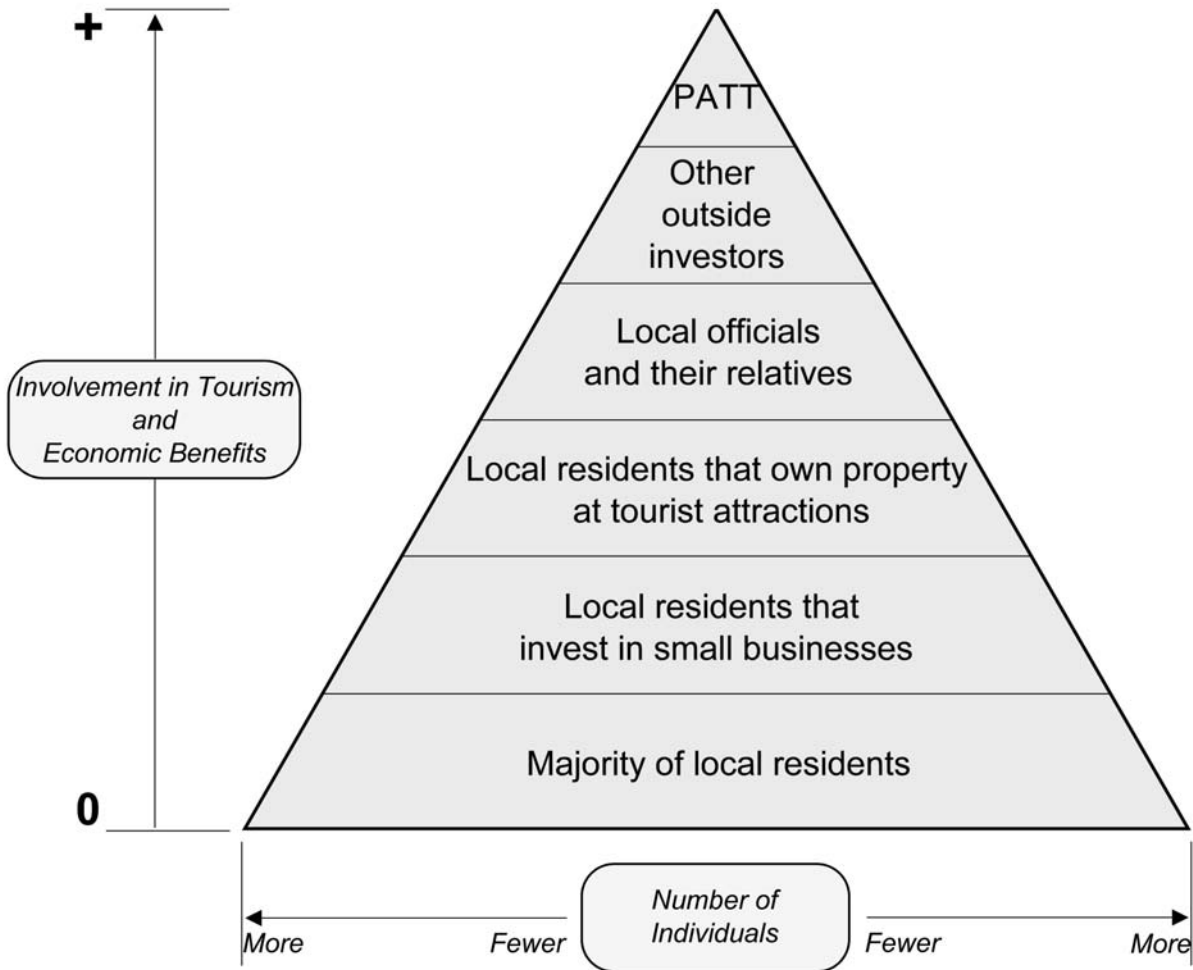 +
PATT
Other
outside
investors
Local officials
and their relatives
Involvement in Tourism
and
Economic Benefits
Local residents that own property
at tourist attractions
Local residents that
invest in small businesses
Majority of local residents
0
Number of
Individuals
More
Fewer
Fewer
More